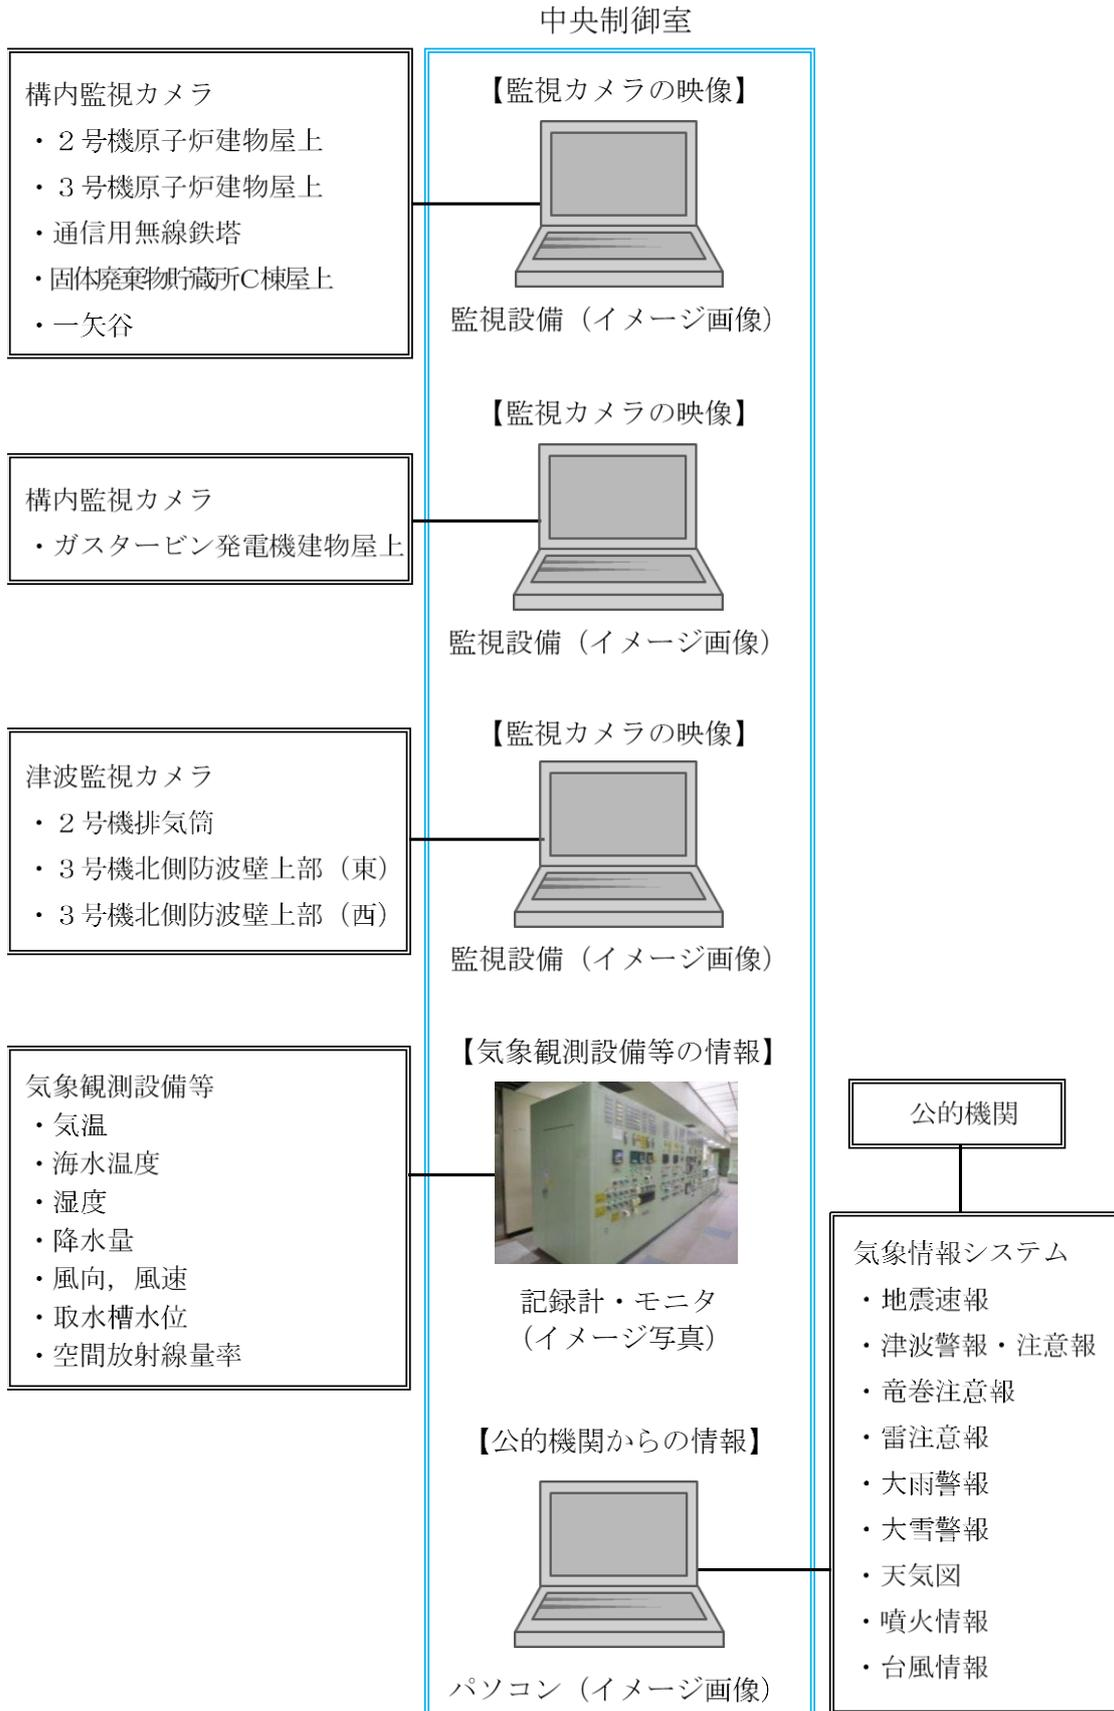 中央制御室
構内監視カメラ
・２号機原子炉建物屋上
・３号機原子炉建物屋上
・通信用無線鉄塔
・固体廃棄物貯蔵所Ｃ棟屋上
・一矢谷
【監視カメラの映像】
監視設備（イメージ画像）
構内監視カメラ
・ガスタービン発電機建物屋上
【監視カメラの映像】
監視設備（イメージ画像）
津波監視カメラ
・２号機排気筒
・３号機北側防波壁上部（東）
・３号機北側防波壁上部（西）
【監視カメラの映像】
監視設備（イメージ画像）
気象観測設備等
・気温
・海水温度
・湿度
・降水量
・風向，風速
・取水槽水位
・空間放射線量率
【気象観測設備等の情報】
記録計・モニタ
（イメージ写真）
公的機関
気象情報システム
・地震速報
・津波警報・注意報
・竜巻注意報
・雷注意報
・大雨警報
・大雪警報
・天気図
・噴火情報
・台風情報
【公的機関からの情報】
パソコン（イメージ画像）